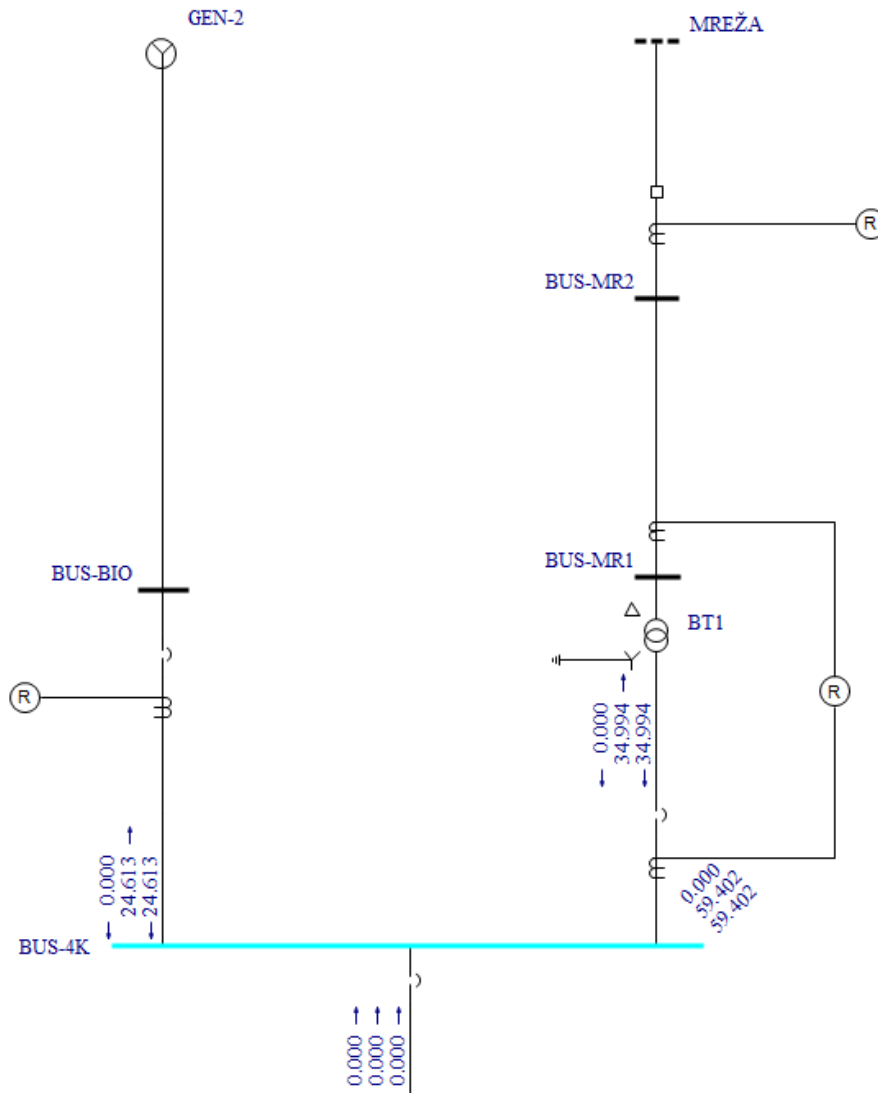 GEN-2
MREŽA
R
BUS-MR2
BUS-BIO
BUS-MR1
BT1
R
R
0.000
34.994
34.994
0.000
24.613
24.613
0.000
59.402
59.402
BUS-4K
0.000
0.000
0.000